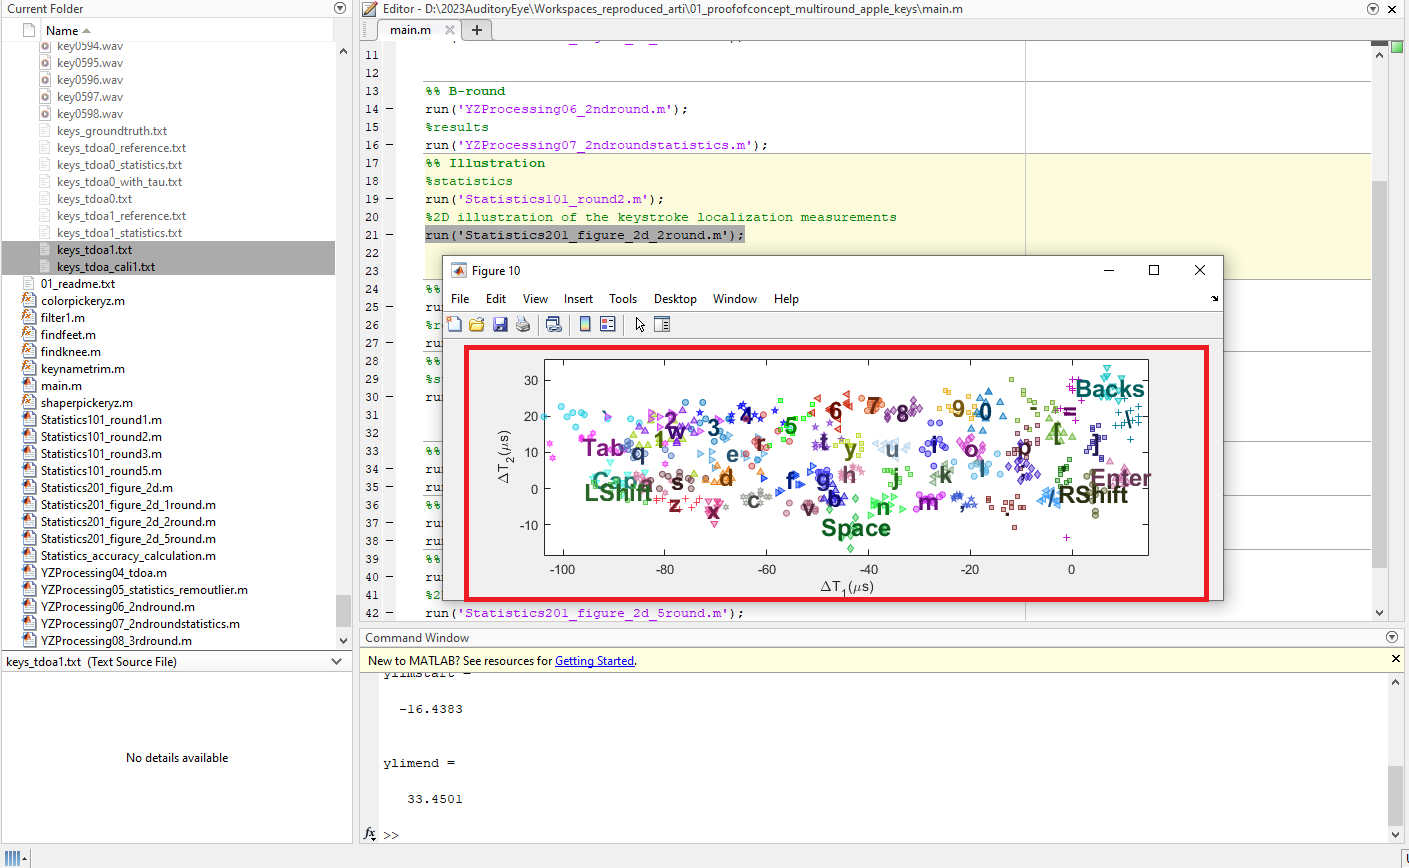 Current Folder
Name
key0594.wav
key0595.wav
key0596.wav
key0597.wav
key0598.wav
keys_groundtruth.txt
keys_tdoa0_reference.txt
keys_tdoa0_statistics.txt
keys_tdoa0_with_tau.txt
keys_tdoa0.txt
keys_tdoa1_reference.txt
keys_tdoa1_statistics.txt
keys_tdoa1.txt
keys_tdoa_cali1.txt
01_readme.txt
colorpickeryz.m
filter1.m
findfeet.m
findknee.m
keynametrim.m
main.m
shaperpickeryz.m
Statistics101_round1.m
Statistics101_round2.m
Statistics101_round3.m
Statistics101_round5.m
Statistics201_figure_2d.m
Statistics201_figure_2d_1round.m
Statistics201_figure_2d_2round.m
Statistics201_figure_2d_5round.m
Statistics_accuracy_calculation.m
YZProcessing04_tdoa.m
YZProcessing05_statistics_remoutlier.m
YZProcessing06_2ndround.m
YZProcessing07_2ndroundstatistics.m
YZProcessing08_3rdround.m
keys_tdoa1.txt (Text Source File)
No details available
Editor - D:\2023AuditoryEye\Workspaces_reproduced_arti\01_proofofconcept_multiround_apple_keys\main.m
main.m
11
12
13 %% B-round
14 run('YZProcessing06_2ndround.m');
15 %results
16 run('YZProcessing07_2ndroundstatistics.m');
17 %% Illustration
18 %statistics
19 run('Statistics101_round2.m');
20 %2D illustration of the keystroke localization measurements
21 run('Statistics201_figure_2d_2round.m');
22
23
24 %%
25 ru
26 %re
27 ru
28 %%
29 %s
30 ru
31
32
33 %%
34 ru
35 %re
36 ru
37 ru
38 ru
39 %%
40 ru
41 %2
42 run('Statistics201_figure_2d_5round.m');
Figure 10
File Edit View Insert Tools Desktop Window Help
30
20
10
0
-10
ΔT2(μs)
-100 -80 -60 -40 -20 0
ΔT1(μs)
Backs
1 2 3 4 5 6 7 8 9 0 - =
Tab q w e r t y u i o p [ ] \
Caps s d f g h j k l ; ' Enter
LShift z x c v b n m , . / RShift
Space
Command Window
New to MATLAB? See resources for Getting Started.
ylimstart =
-16.4383
ylimend =
33.4501
fx >>